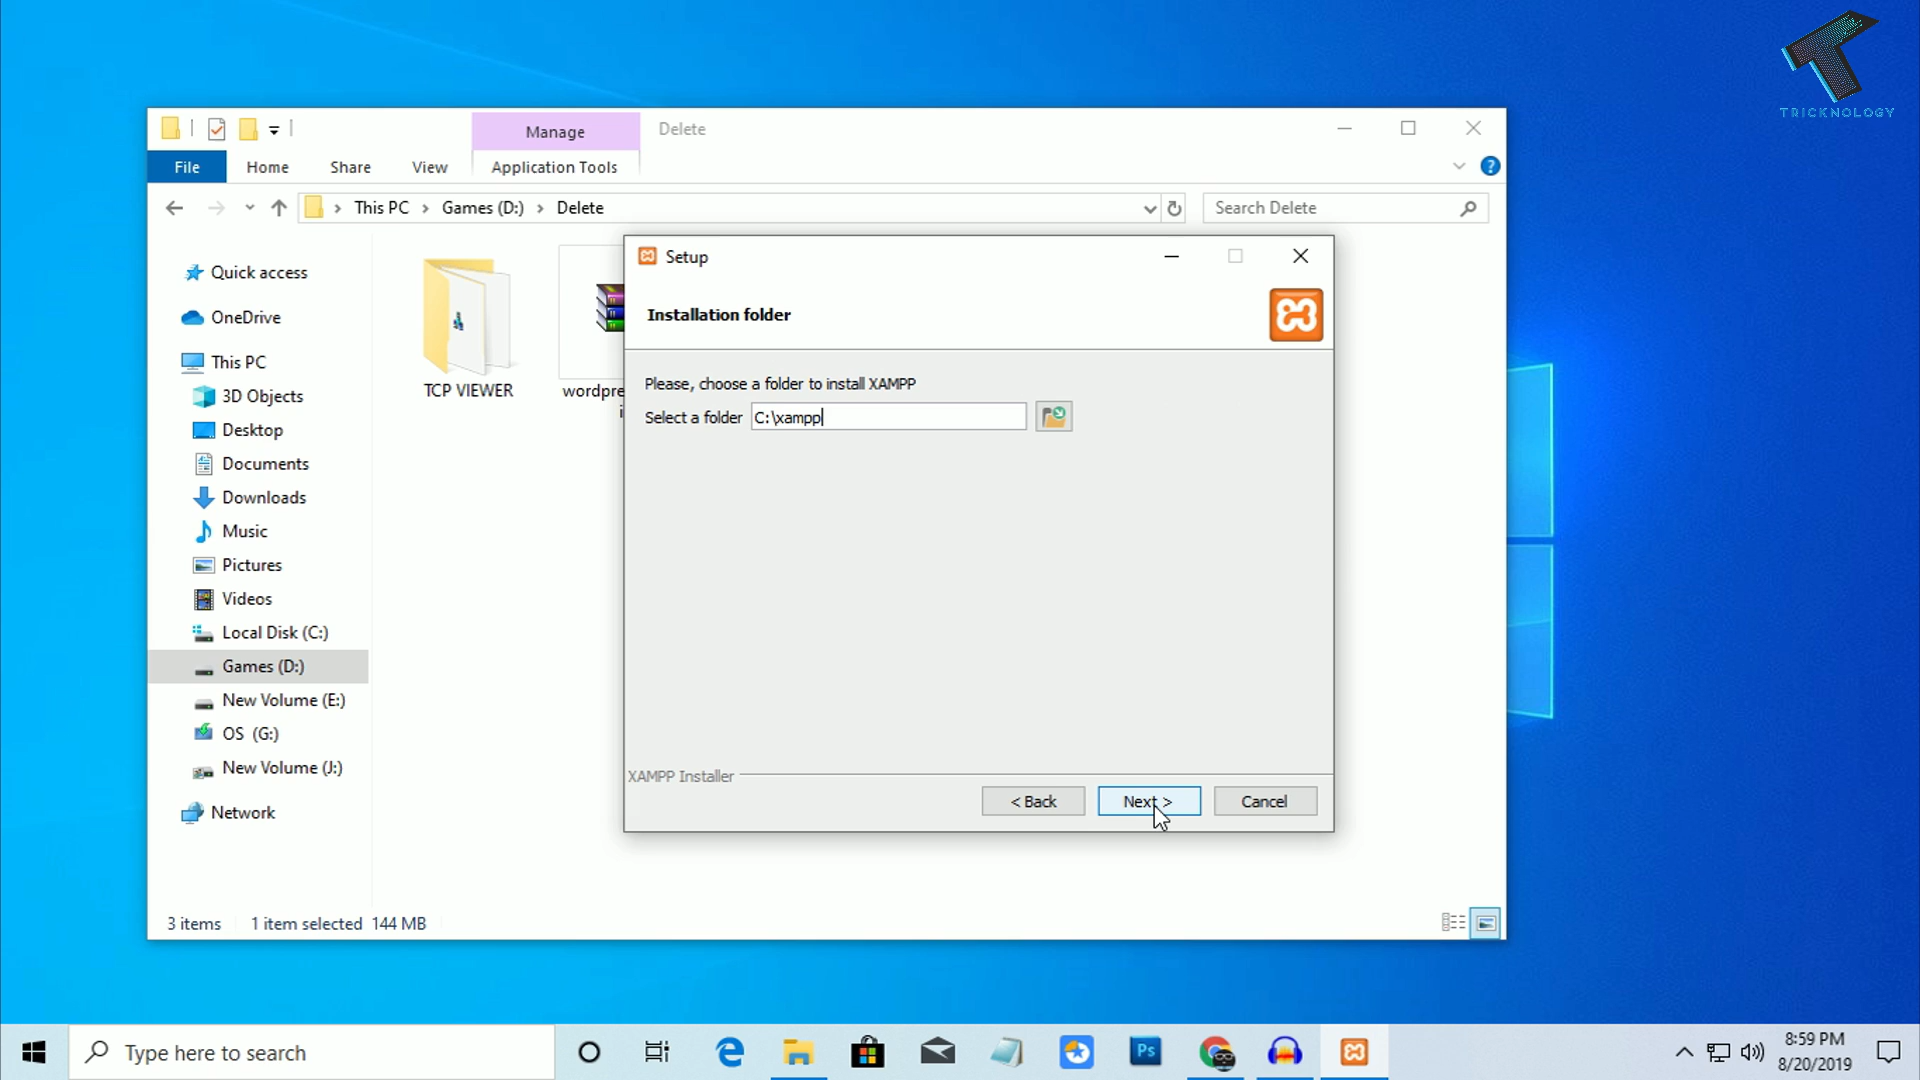 TRICKNOLOGY
Manage
Delete
File
Home
Share
View
Application Tools
This PC
Games (D:)
Delete
Search Delete
Quick access
OneDrive
This PC
3D Objects
Desktop
Documents
Downloads
Music
Pictures
Videos
Local Disk (C:)
Games (D:)
New Volume (E:)
OS (G:)
New Volume (J:)
Network
TCP VIEWER
Setup
Installation folder
Please, choose a folder to install XAMPP
Select a folder
C:\xampp
XAMPP Installer
< Back
Next >
Cancel
3 items
1 item selected 144 MB
Type here to search
Ps
8:59 PM
8/20/2019